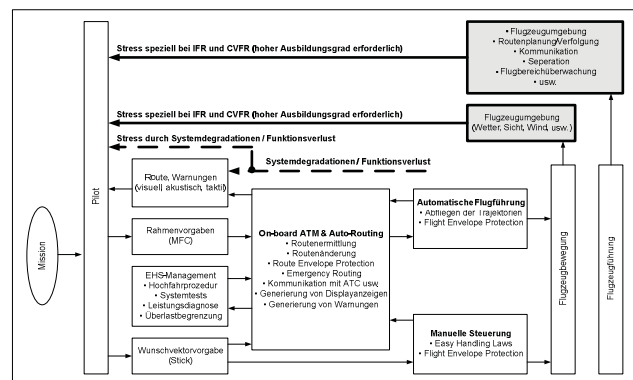 • Flugzeugumgebung
• Routenplanung/Verfolgung
• Kommunikation
• Seperation
• Flugbereichüberwachung
• usw.
Stress speziell bei IFR und CVFR (hoher Ausbildungsgrad erforderlich)
Stress speziell bei IFR und CVFR (hoher Ausbildungsgrad erforderlich)
Flugzeugumgebung
(Wetter, Sicht, Wind, usw.)
Stress durch Systemdegradationen / Funktionsverlust
Systemdegradationen / Funktionsverlust
Mission
Pilot
Route, Warnungen
(visuell, akustisch, taktil)
Rahmenvorgaben
(MFC)
EHS-Management
• Hochfahrprozedur
• Systemtests
• Leistungsdiagnose
• Überlastbegrenzung
Wunschvektorvorgabe
(Stick)
On-board ATM & Auto-Routing
• Routenermittlung
• Routenänderung
• Route Envelope Protection
• Emergency Routing
• Kommunikation mit ATC usw.
• Generierung von Displayanzeigen
• Generierung von Warnungen
Automatische Flugführung
• Abfliegen der Trajektorien
• Flight Envelope Protection
Manuelle Steuerung
• Easy Handling Laws
• Flight Envelope Protection
Flugzeugbewegung
Flugzeugführung